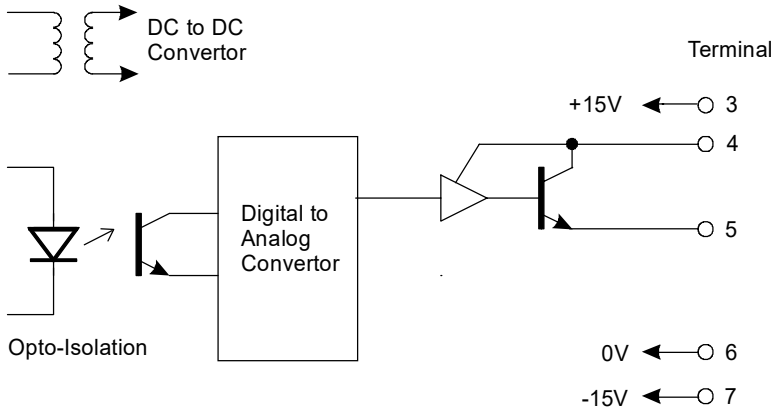 DC to DC
Convertor
Terminal
+15V
3
4
Digital to
Analog
Convertor
5
Opto-Isolation
0V
6
-15V
7